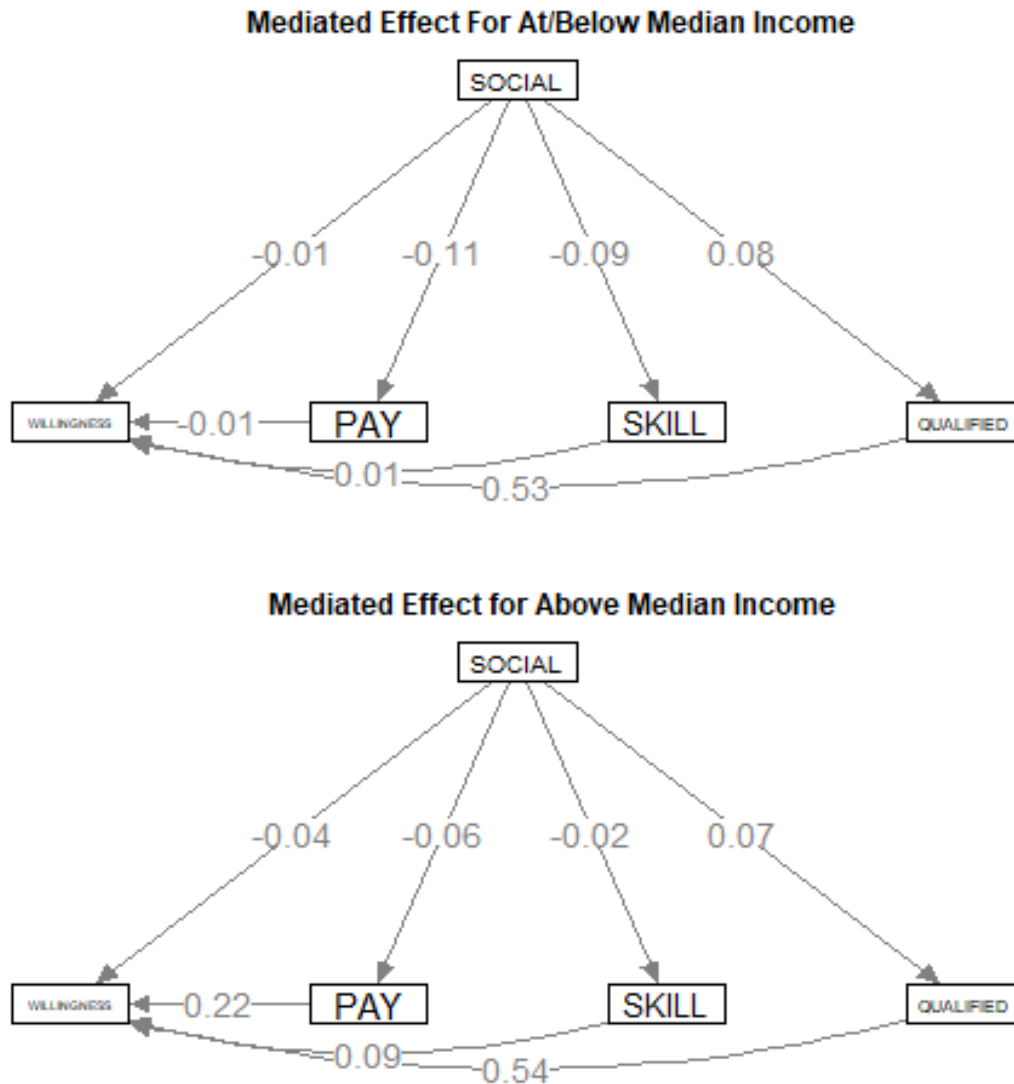 Mediated Effect For At/Below Median Income
SOCIAL
-0.01 -0.11 -0.09 0.08
WILLINGNESS -0.01 PAY SKILL QUALIFIED
0.01 0.53
Mediated Effect for Above Median Income
SOCIAL
-0.04 -0.06 -0.02 0.07
WILLINGNESS 0.22 PAY SKILL QUALIFIED
0.09 0.54